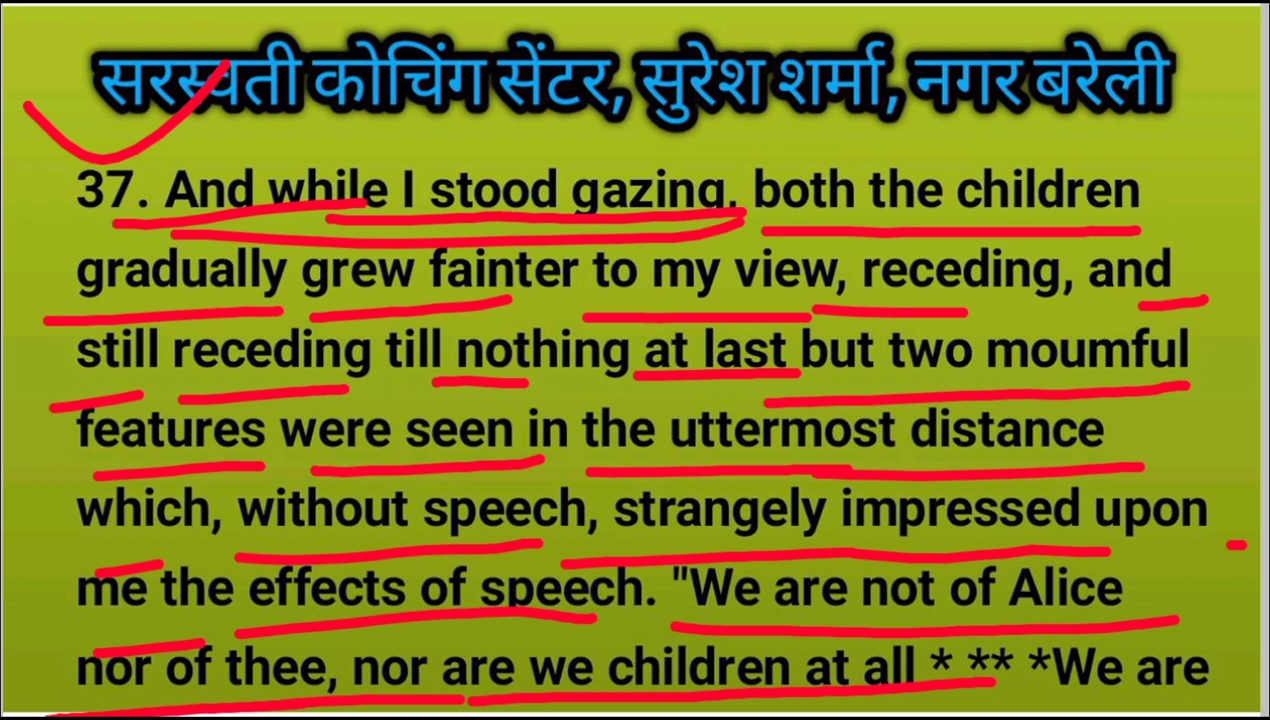 सरस्वती कोचिंग सेंटर, सुरेश शर्मा, नगर बरेली
37. And while I stood gazing, both the children
gradually grew fainter to my view, receding, and
still receding till nothing at last but two moumful
features were seen in the uttermost distance
which, without speech, strangely impressed upon
me the effects of speech. "We are not of Alice
nor of thee, nor are we children at all * ** *We are